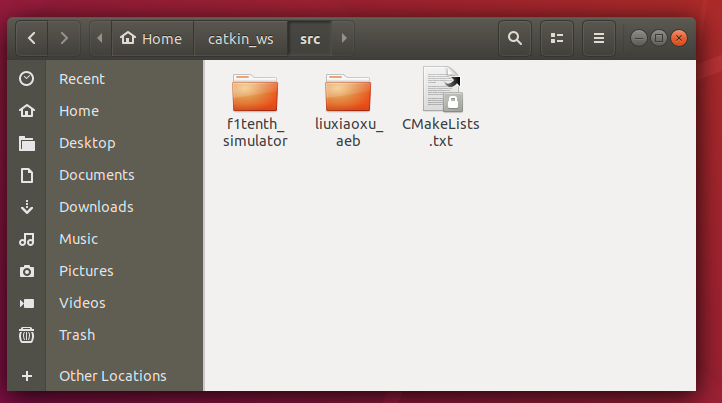 Home
catkin_ws
src
Recent
Home
Desktop
Documents
Downloads
Music
Pictures
Videos
Trash
Other Locations
f1tenth_
simulator
liuxiaoxu_
aeb
CMakeLists
.txt